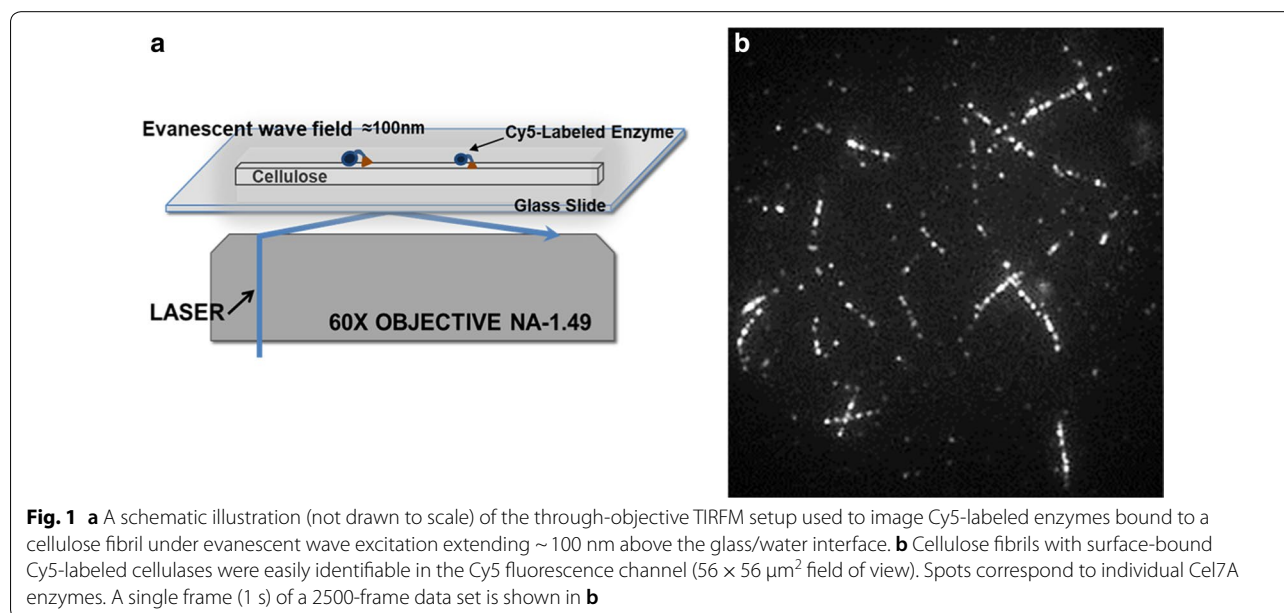 a
Evanescent wave field ≈100nm
Cy5-Labeled Enzyme
Cellulose
Glass Slide
LASER
60X OBJECTIVE NA-1.49
b
Fig. 1 a A schematic illustration (not drawn to scale) of the through-objective TIRFM setup used to image Cy5-labeled enzymes bound to a
cellulose fibril under evanescent wave excitation extending ~ 100 nm above the glass/water interface. b Cellulose fibrils with surface-bound
Cy5-labeled cellulases were easily identifiable in the Cy5 fluorescence channel (56 × 56 μm² field of view). Spots correspond to individual Cel7A
enzymes. A single frame (1 s) of a 2500-frame data set is shown in b